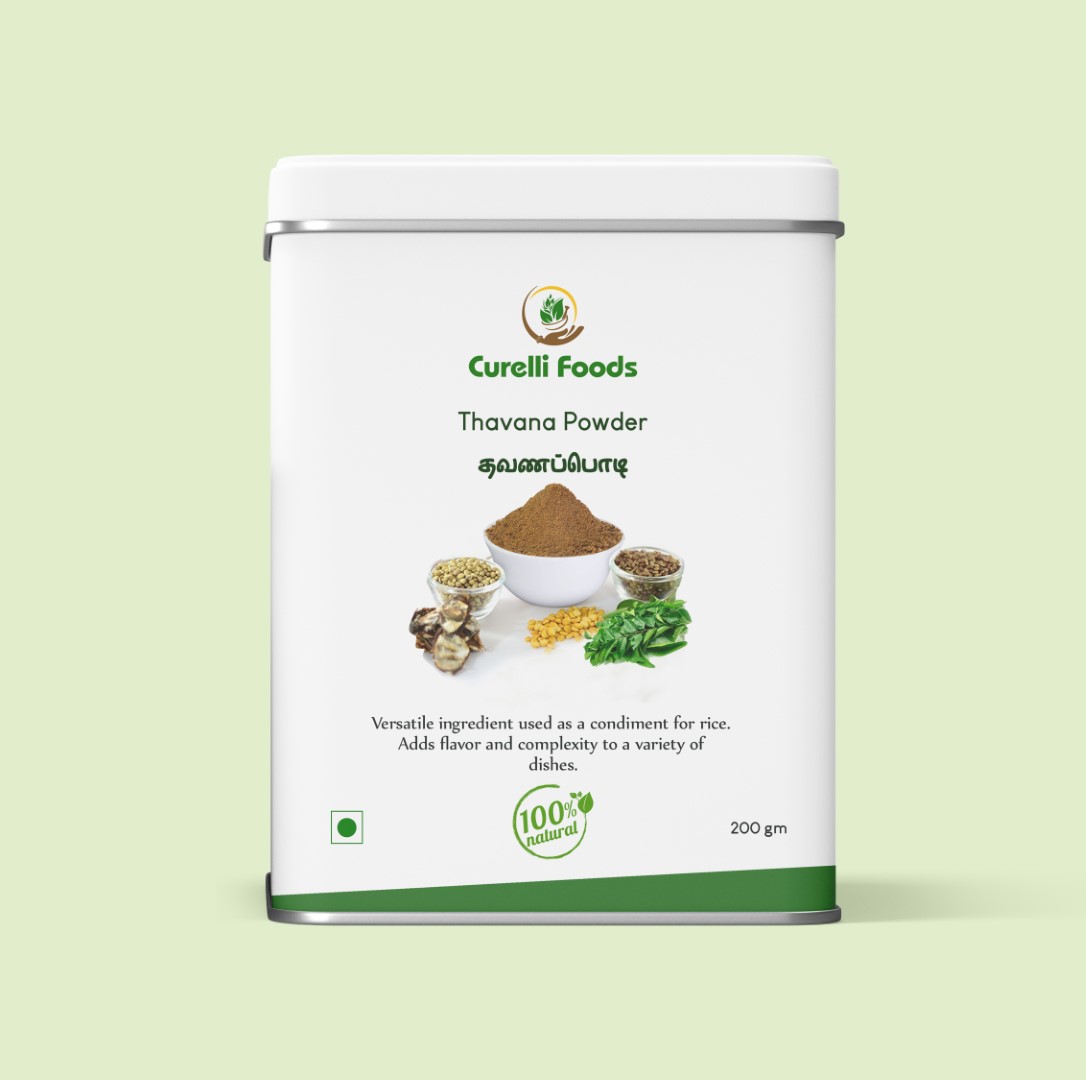 Curelli Foods
Thavana Powder
தவணப்பொடி
Versatile ingredient used as a condiment for rice.
Adds flavor and complexity to a variety of
dishes.
100%
natural
200 gm